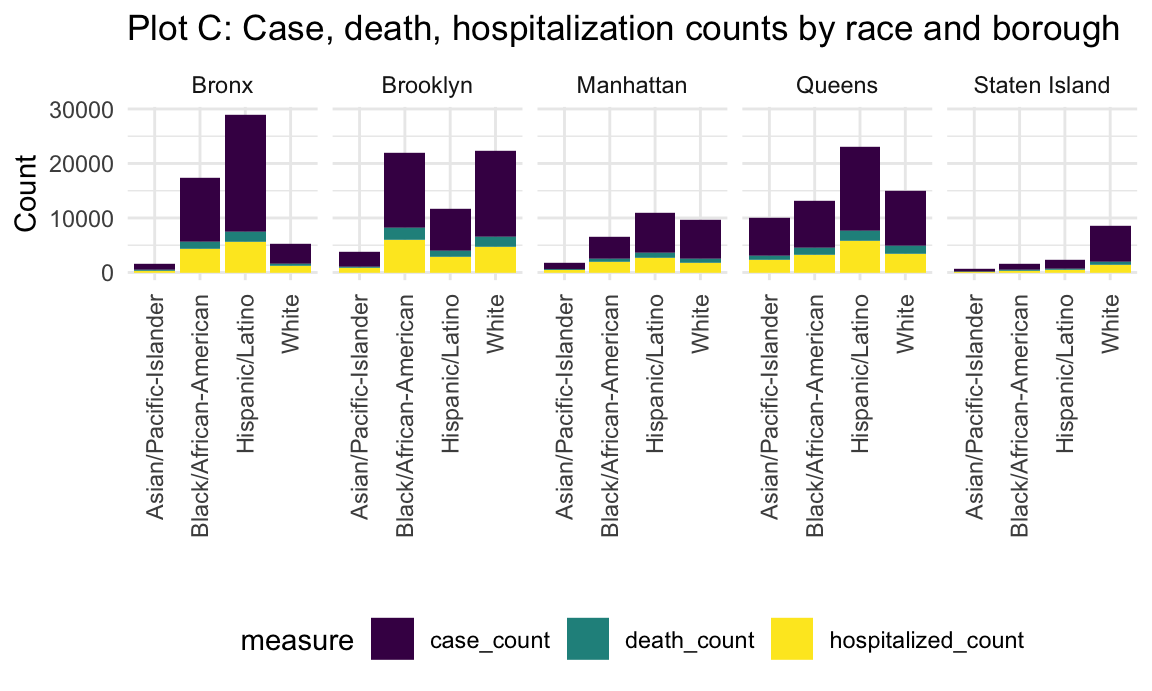 Plot C: Case, death, hospitalization counts by race and borough
Bronx Brooklyn Manhattan Queens Staten Island
Count
30000
20000
10000
0
Asian/Pacific-Islander Black/African-American Hispanic/Latino White Asian/Pacific-Islander Black/African-American Hispanic/Latino White Asian/Pacific-Islander Black/African-American Hispanic/Latino White Asian/Pacific-Islander Black/African-American Hispanic/Latino White Asian/Pacific-Islander Black/African-American Hispanic/Latino White
measure case_count death_count hospitalized_count